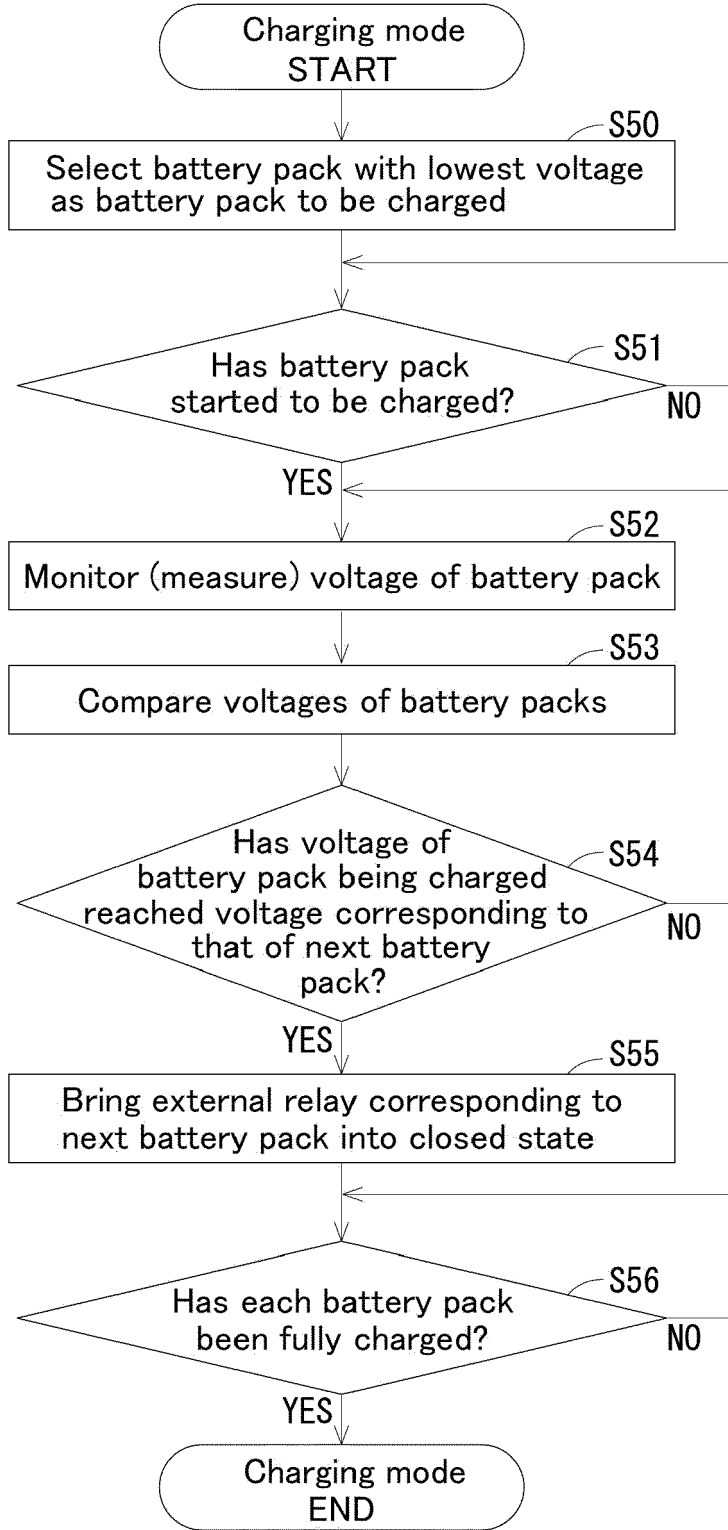 Charging mode
START
S50
Select battery pack with lowest voltage
as battery pack to be charged
S51
Has battery pack
started to be charged?
NO
YES
S52
Monitor (measure) voltage of battery pack
S53
Compare voltages of battery packs
S54
Has voltage of
battery pack being charged
reached voltage corresponding to
that of next battery
pack?
NO
YES
S55
Bring external relay corresponding to
next battery pack into closed state
S56
Has each battery pack
been fully charged?
NO
YES
Charging mode
END